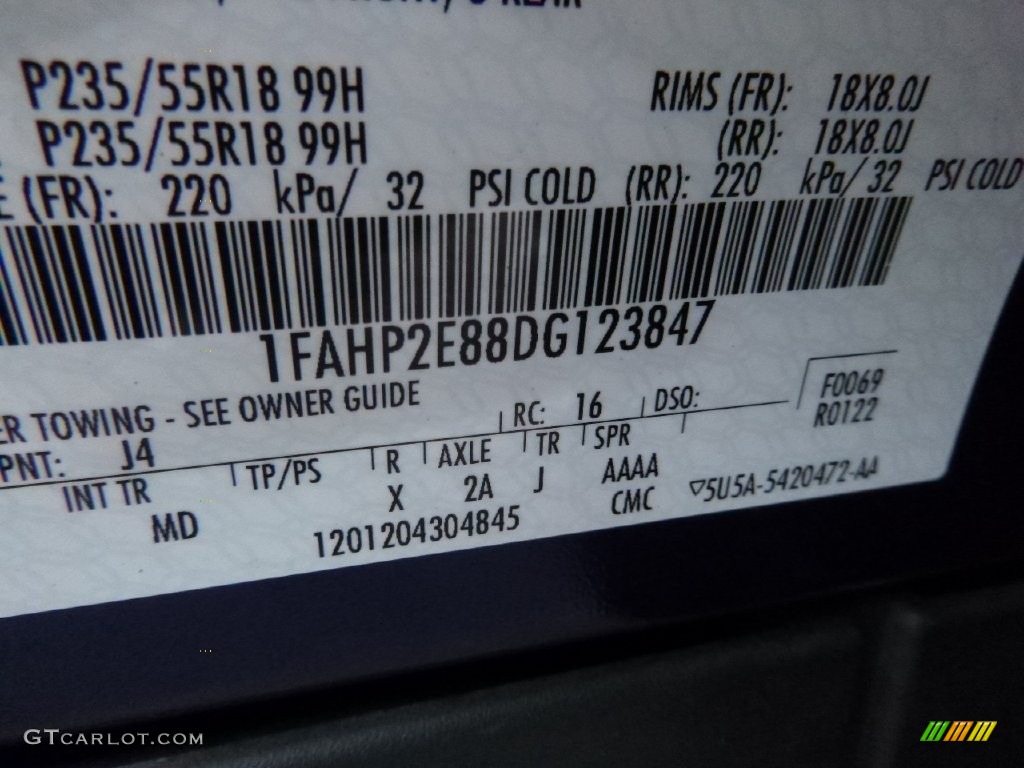 P235/55R18 99H RIMS (FR): 18X8.0J
P235/55R18 99H (RR): 18X8.0J
E (FR): 220 kPa/ 32 PSI COLD (RR): 220 kPa/ 32 PSI COLD
1FAHP2E88DG123847
ER TOWING - SEE OWNER GUIDE
RC: 16 DSO: F0069
R0122
PNT: J4
INT TR TP/PS R AXLE TR SPR
MD X 2A J AAAA
1201204304845 CMC 5U5A-5420472-AA
GTCARLOT.COM